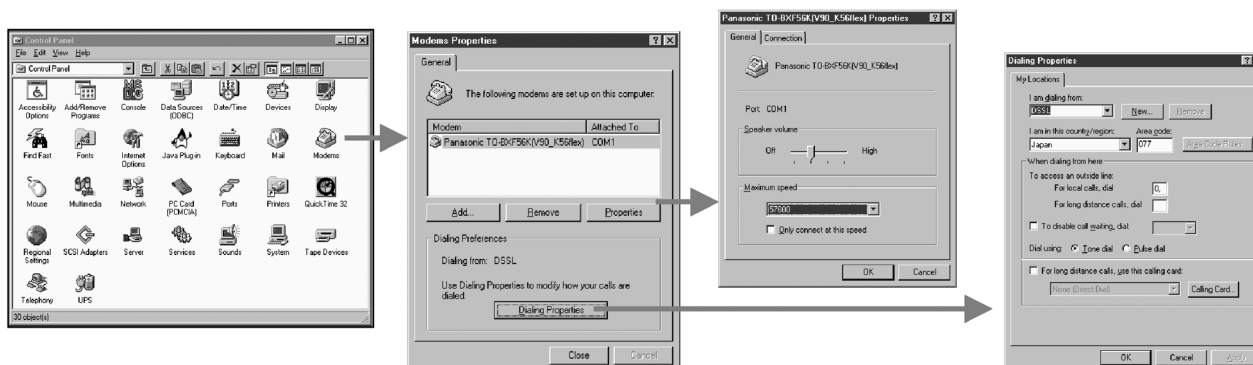 Control Panel
File Edit View Help
Control Panel
Accessibility Options
Add/Remove Programs
Console
Data Sources (ODBC)
Date/Time
Devices
Display
Find Fast
Fonts
Internet Options
Java Plug-in
Keyboard
Mail
Modems
Mouse
Multimedia
Network
PC Card (PCMCIA)
Ports
Printers
QuickTime 32
Regional Settings
SCSI Adapters
Server
Services
Sounds
System
Tape Devices
Telephony
UPS
30 object(s)
Modems Properties
General
The following modems are set up on this computer:
Modem Attached To
Panasonic TO-BXF56K(V90_K56flex) COM1
Add... Remove Properties
Dialing Preferences
Dialing from: DSSL
Use Dialing Properties to modify how your calls are
dialed.
Dialing Properties
Close Cancel
Panasonic TO-BXF56K(V90_K56flex) Properties
General Connection
Panasonic TO-BXF56K(V90_K56flex)
Port: COM1
Speaker volume
Off High
Maximum speed
57600
Only connect at this speed
OK Cancel
Dialing Properties
My Locations
I am dialing from:
DSSL New... Remove
I am in this country/region: Area code:
Japan 077 Area Code Rules...
When dialing from here
To access an outside line:
For local calls, dial 0,
For long distance calls, dial
To disable call waiting, dial:
Dial using: Tone dial Pulse dial
For long distance calls, use this calling card:
None (Direct Dial) Calling Card...
OK Cancel Apply